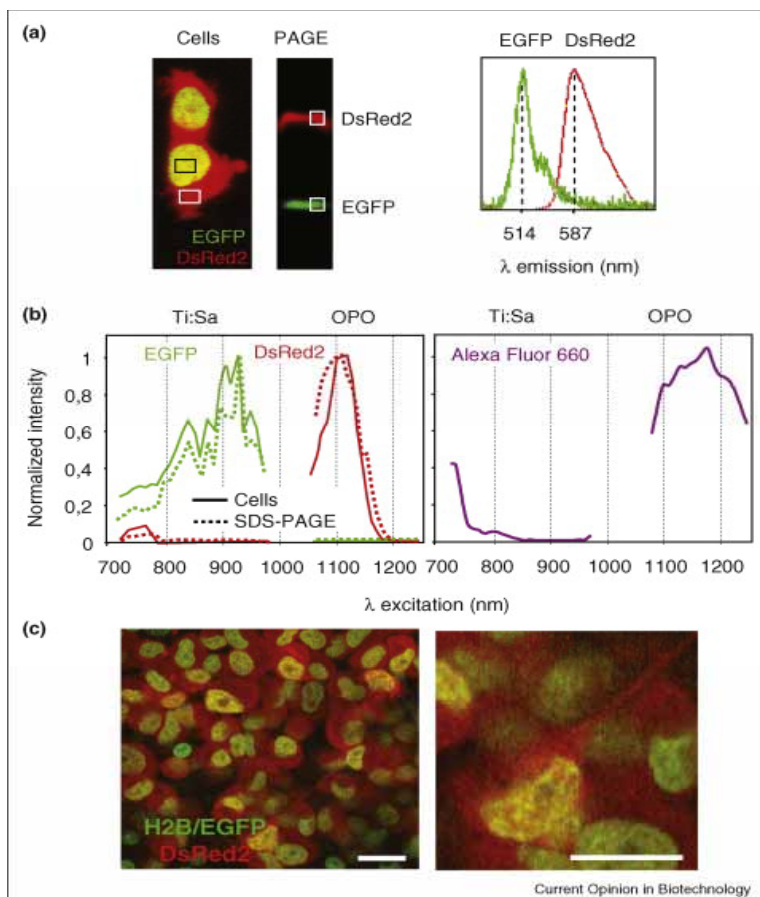 (a)
Cells PAGE
EGFP DsRed2
DsRed2
EGFP
EGFP
DsRed2
514 587
λ emission (nm)
(b)
Ti:Sa OPO Ti:Sa OPO
EGFP DsRed2 Alexa Fluor 660
Normalized intensity
1
0,8
0,6
0,4
0,2
0
Cells
SDS-PAGE
700 800 900 1000 1100 1200 700 800 900 1000 1100 1200
λ excitation (nm)
(c)
H2B/EGFP
DsRed2
Current Opinion in Biotechnology